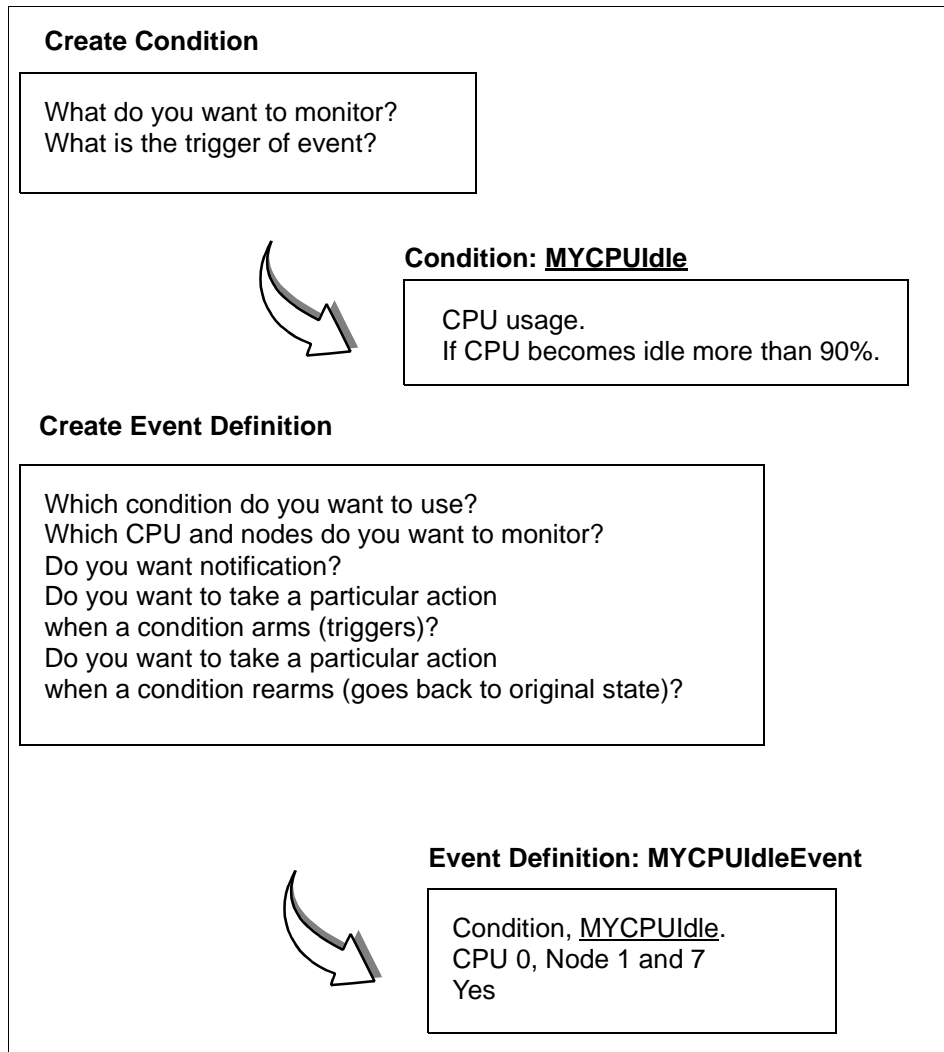 Create Condition
What do you want to monitor?
What is the trigger of event?
Condition: MYCPUIdle
CPU usage.
If CPU becomes idle more than 90%.
Create Event Definition
Which condition do you want to use?
Which CPU and nodes do you want to monitor?
Do you want notification?
Do you want to take a particular action
when a condition arms (triggers)?
Do you want to take a particular action
when a condition rearms (goes back to original state)?
Event Definition: MYCPUIdleEvent
Condition, MYCPUIdle.
CPU 0, Node 1 and 7
Yes